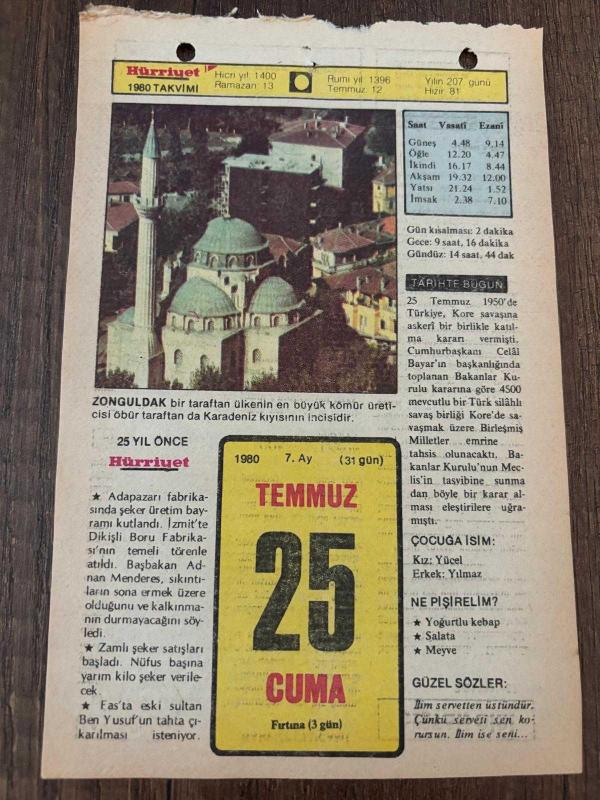 Hürriyet
1980 TAKVİMİ
Hicri yıl: 1400
Ramazan: 13
Rumi yıl: 1396
Temmuz: 12
Yılın 207. günü
Hızır: 81
Saat Vasatî Ezanî
Güneş 4.48 9.14
Öğle 12.20 4.47
İkindi 16.17 8.44
Akşam 19.32 12.00
Yatsı 21.24 1.52
İmsak 2.38 7.10
Gün kısalması: 2 dakika
Gece: 9 saat, 16 dakika
Gündüz: 14 saat, 44 dak
TARİHTE BUGÜN
25 Temmuz 1950'de
Türkiye, Kore savaşına
askerî bir birlikle katıl-
ma kararı vermişti.
Cumhurbaşkanı Celâl
Bayar'ın başkanlığında
toplanan Bakanlar Ku-
rulu kararına göre 4500
mevcutlu bir Türk silâhlı
savaş birliği Kore'de sa-
vaşmak üzere Birleşmiş
Milletler emrine
tahsis olunacaktı. Ba-
kanlar Kurulu'nun Mec-
lis'in tasvibine sunma
dan böyle bir karar al-
ması eleştirilere uğra-
mıştı.
ÇOCUĞA İSİM:
Kız: Yücel
Erkek: Yılmaz
NE PİŞİRELİM?
★ Yoğurtlu kebap
★ Salata
★ Meyve
GÜZEL SÖZLER:
İlim servetten üstündür.
Çünkü serveti sen ko-
rursun. İlim ise seni...
ZONGULDAK bir taraftan ülkenin en büyük kömür üreti-
cisi öbür taraftan da Karadeniz kıyısının incisidir.
25 YIL ÖNCE
Hürriyet
★ Adapazarı fabrika-
sında şeker üretim bay-
ramı kutlandı. İzmit'te
Dikişli Boru Fabrika-
sı'nın temeli törenle
atıldı. Başbakan Ad-
nan Menderes, sıkıntı-
ların sona ermek üzere
olduğunu ve kalkınma-
nın durmayacağını söy-
ledi.
★ Zamlı şeker satışları
başladı. Nüfus başına
yarım kilo şeker verile-
cek.
★ Fas'ta eski sultan
Ben Yusuf'un tahta çı-
karılması isteniyor.
1980 7. Ay (31 gün)
TEMMUZ
25
CUMA
Fırtına (3 gün)